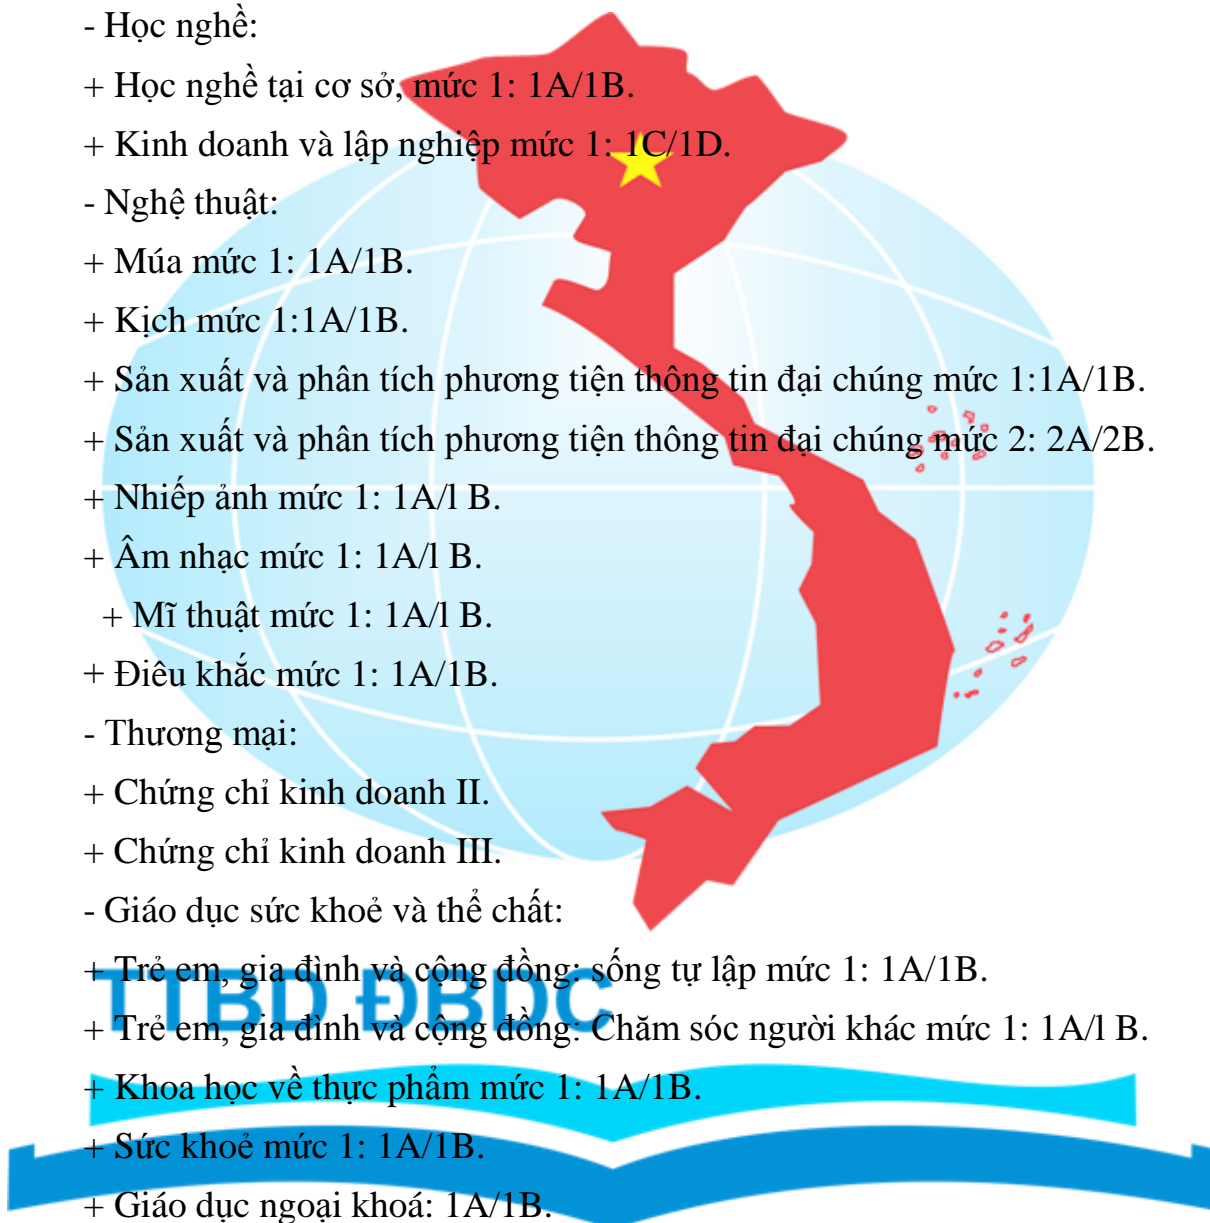 - Học nghề:
+ Học nghề tại cơ sở, mức 1: 1A/1B.
+ Kinh doanh và lập nghiệp mức 1: 1C/1D.
- Nghệ thuật:
+ Múa mức 1: 1A/1B.
+ Kịch mức 1:1A/1B.
+ Sản xuất và phân tích phương tiện thông tin đại chúng mức 1:1A/1B.
+ Sản xuất và phân tích phương tiện thông tin đại chúng mức 2: 2A/2B.
+ Nhiếp ảnh mức 1: 1A/l B.
+ Âm nhạc mức 1: 1A/l B.
+ Mĩ thuật mức 1: 1A/l B.
+ Điêu khắc mức 1: 1A/1B.
- Thương mại:
+ Chứng chỉ kinh doanh II.
+ Chứng chỉ kinh doanh III.
- Giáo dục sức khoẻ và thể chất:
+ Trẻ em, gia đình và cộng đồng: sống tự lập mức 1: 1A/1B.
TTBD ĐBDC
+ Trẻ em, gia đình và cộng đồng: Chăm sóc người khác mức 1: 1A/l B.
+ Khoa học về thực phẩm mức 1: 1A/1B.
+ Sức khoẻ mức 1: 1A/1B.
+ Giáo dục ngoại khoá: 1A/1B.